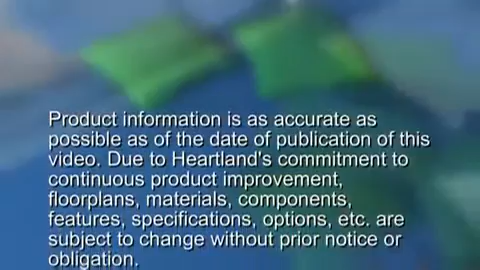 Product information is as accurate as
possible as of the date of publication of this
video. Due to Heartland's commitment to
continuous product improvement,
floorplans, materials, components,
features, specifications, options, etc. are
subject to change without prior notice or
obligation.